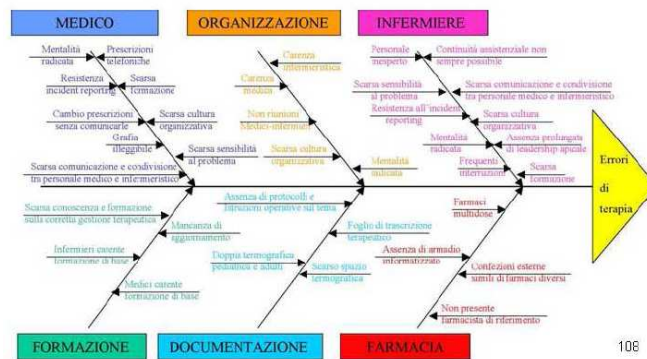 MEDICO
ORGANIZZAZIONE
INFERMIERE
Mentalità
radicata
Prescrizioni
telefoniche
Resistenza
incident reporting
Scarsa
formazione
Cambio prescrizioni
senza comunicarle
Scarsa cultura
organizzativa
Grafia
illeggibile
Scarsa sensibilità
al problema
Scarsa comunicazione e condivisione
tra personale medico e infermieristico
Carenza
infermieristica
Carenza
medica
Non riunioni
Medici-infermieri
Scarsa cultura
organizzativa
Mentalità
radicata
Personale
inesperto
Continuità assistenziale non
sempre possibile
Scarsa sensibilità
al problema
Scarsa comunicazione e condivisione
tra personale medico e infermieristico
Resistenza all'incident
reporting
Scarsa cultura
organizzativa
Mentalità
radicata
Assenza prolungata
di leadership apicale
Frequenti
interruzioni
Scarsa
formazione
Errori
di
terapia
Scarsa conoscenza e formazione
sulla corretta gestione terapeutica
Mancanza di
aggiornamento
Infermieri carente
formazione di base
Medici carente
formazione di base
Assenza di protocolli e
istruzioni operative sul tema
Foglio di trascrizione
terapeutico
Doppia termografica
pediatrica e adulti
Scarso spazio
termografica
Farmaci
multidose
Assenza di armadio
informatizzato
Confezioni esterne
simili di farmaci diversi
Non presente
farmacista di riferimento
FORMAZIONE
DOCUMENTAZIONE
FARMACIA
108